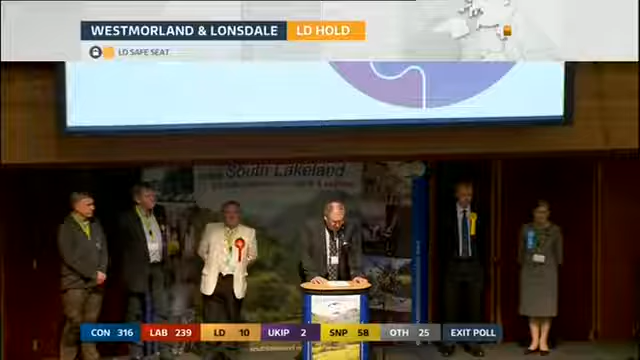 WESTMORLAND & LONSDALE LD HOLD
LD SAFE SEAT
South Lakeland
CON 316 LAB 239 LD 10 UKIP 2 SNP 58 OTH 25 EXIT POLL